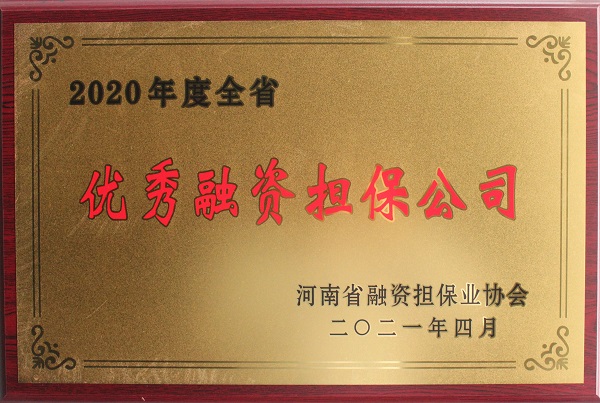 2020年度全省
优秀融资担保公司
河南省融资担保业协会
二〇二一年四月